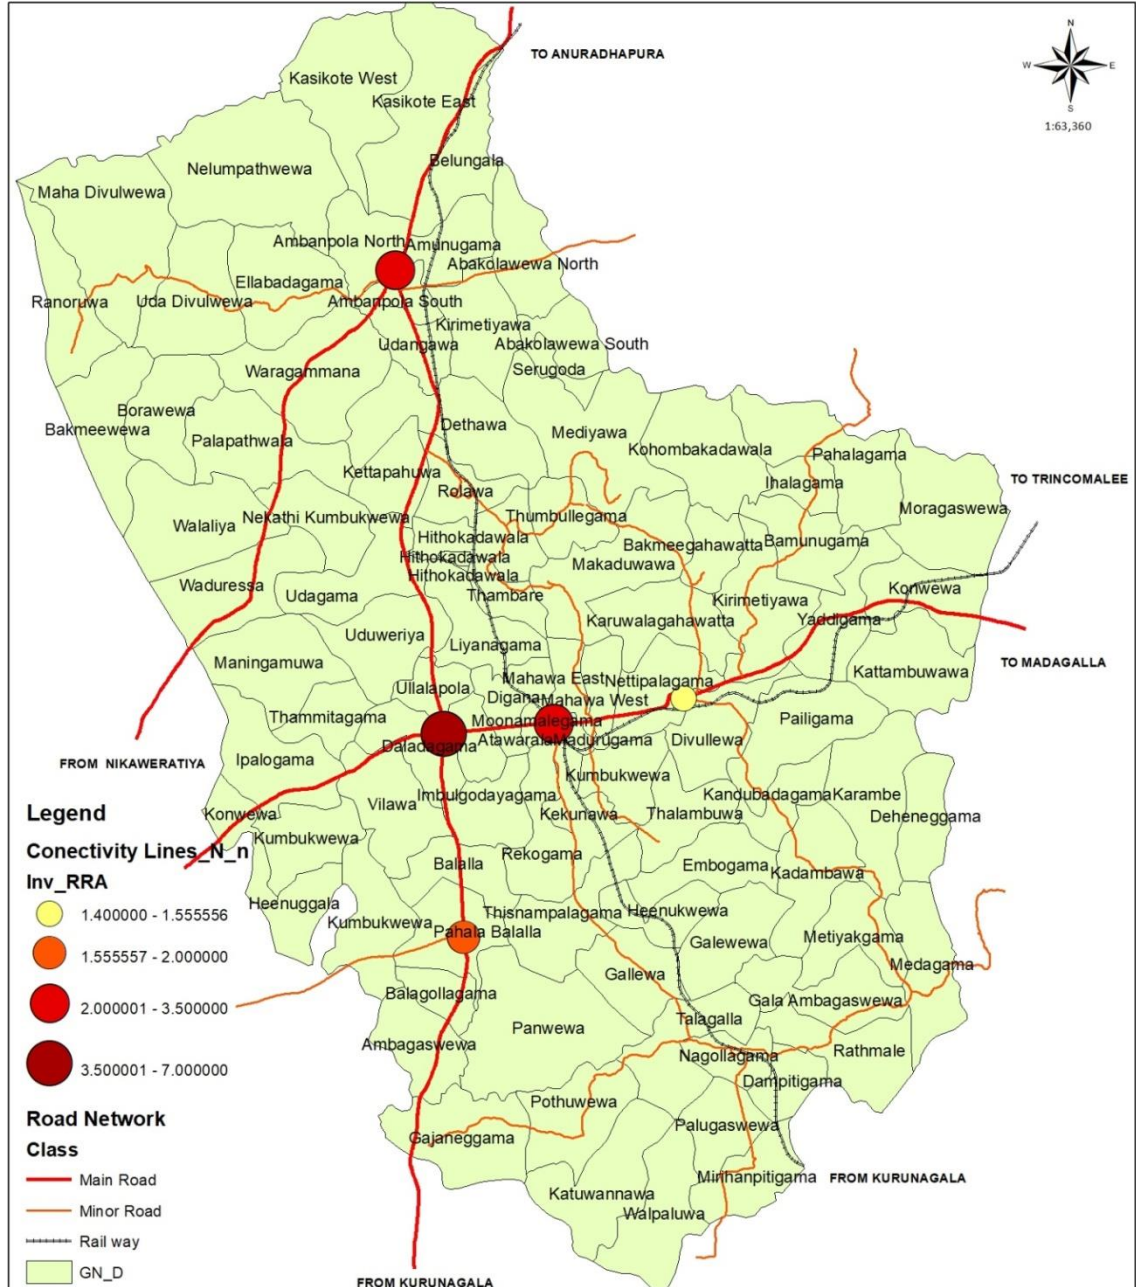 N
W
E
S
1:63,360
TO ANURADHAPURA
Kasikote West
Kasikote East
Belungala
Nelumpathwewa
Maha Divulwewa
Ambanpola North
Amunugama
Abakolawewa North
Ellabadagama
Ranoruwa
Uda Divulwewa
Ambanpola South
Kirimetiyawa
Udangawa
Abakolawewa South
Serugoda
Waragammana
Borawewa
Bakmeewewa
Palapathwala
Dethawa
Mediyawa
Kohombakadawala
Pahalagama
Kettapahuwa
Rolawa
Ihalagama
TO TRINCOMALEE
Moragaswewa
Walaliya
Nekathi Kumbukwewa
Thumbullegama
Hithokadawala
Hithokadawala
Hithokadawala
Bakmeegahawatta
Bamunugama
Makaduwawa
Waduressa
Udagama
Thambare
Kirimetiyawa
Konwewa
Karuwalagahawatta
Yaddigama
Uduweriya
Liyanagama
Maningamuwa
TO MADAGALLA
Kattambuwawa
Ullalapola
Mahawa East
Nettipalagama
Digana
Mahawa West
Thammitagama
Moonamalegama
Pailigama
Daladagama
Atawarala
Madurugama
Divullewa
FROM NIKAWERATIYA
Ipalogama
Kumbukwewa
Imbulgodayagama
Vilawa
Kandubadagama
Karambe
Konwewa
Kekunawa
Thalambuwa
Deheneggama
Kumbukwewa
Rekogama
Balalla
Embogama
Kadambawa
Heenuggala
Kumbukwewa
Thisnampalagama
Heenukwewa
Pahala Balalla
Galewewa
Metiyakgama
Medagama
Gallewa
Balagollagama
Gala Ambagaswewa
Panwewa
Talagalla
Ambagaswewa
Nagollagama
Rathmale
Dampitigama
Pothuwewa
Palugaswewa
Gajaneggama
Mirihanpitigama
FROM KURUNAGALA
Katuwannawa
Walpaluwa
FROM KURUNAGALA
Legend
Conectivity Lines_N_n
Inv_RRA
1.400000 - 1.555556
1.555557 - 2.000000
2.000001 - 3.500000
3.500001 - 7.000000
Road Network
Class
Main Road
Minor Road
Rail way
GN_D